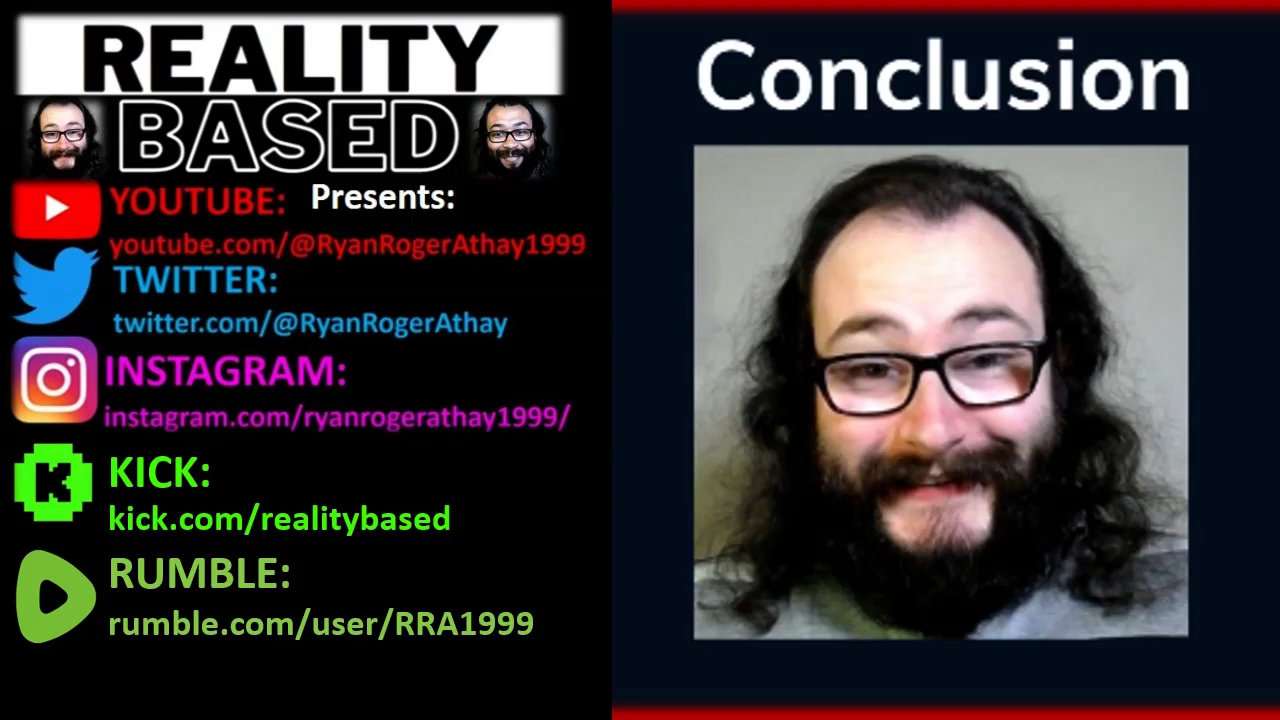 REALITY
BASED
YOUTUBE: Presents:
youtube.com/@RyanRogerAthay1999
TWITTER:
twitter.com/@RyanRogerAthay
INSTAGRAM:
instagram.com/ryanrogerathay1999/
K
KICK:
kick.com/realitybased
RUMBLE:
rumble.com/user/RRA1999
Conclusion